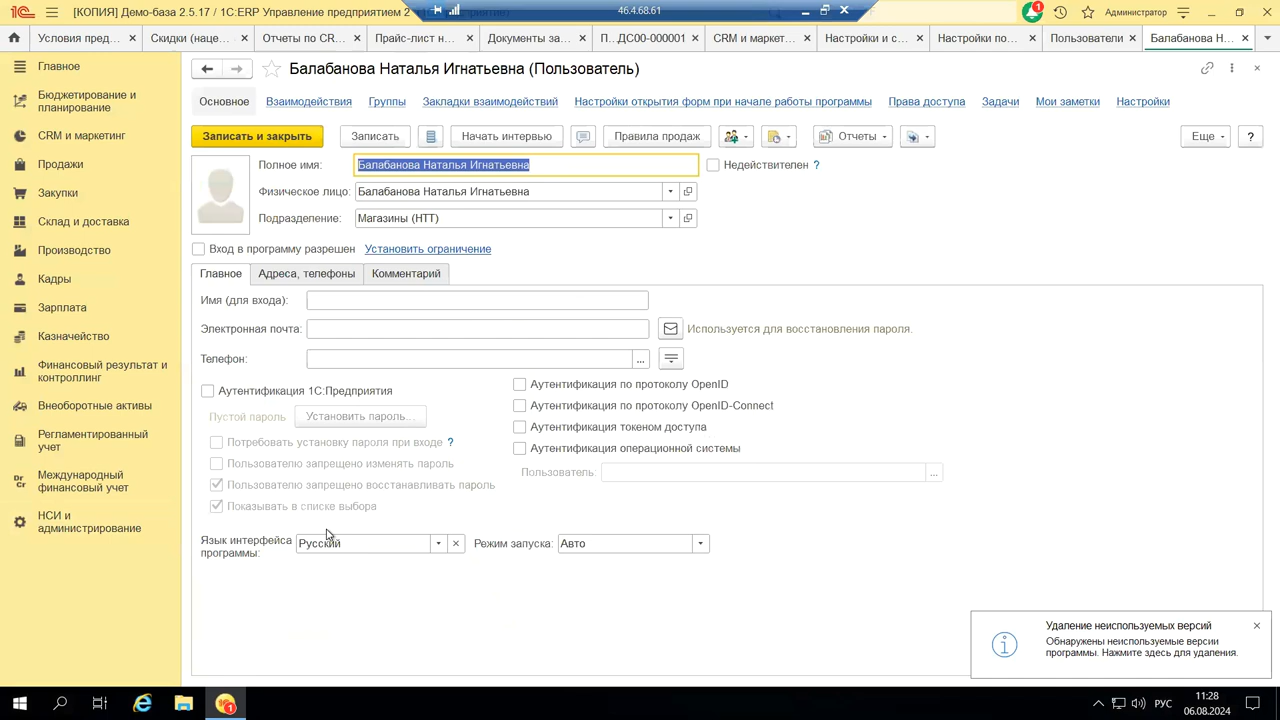 [КОПИЯ] Демо-база 2.5.17 / 1С:ERP Управление предприятием 2
46.4.68.61
1
Администратор
Условия пред...
Скидки (наце...
Отчеты по CR...
Прайс-лист н...
Документы за...
П... ДС00-000001
CRM и маркет...
Настройки и с...
Настройки по...
Пользователи
Балабанова Н...
Главное
Бюджетирование и
планирование
CRM и маркетинг
Продажи
Закупки
Склад и доставка
Производство
Кадры
Зарплата
Казначейство
Финансовый результат и
контроллинг
Внеоборотные активы
Регламентированный
учет
Международный
финансовый учет
НСИ и
администрирование
Балабанова Наталья Игнатьевна (Пользователь)
Основное Взаимодействия Группы Закладки взаимодействий Настройки открытия форм при начале работы программы Права доступа Задачи Мои заметки Настройки
Записать и закрыть Записать Начать интервью Правила продаж Отчеты Еще ?
Полное имя: Балабанова Наталья Игнатьевна Недействителен ?
Физическое лицо: Балабанова Наталья Игнатьевна
Подразделение: Магазины (НТТ)
Вход в программу разрешен Установить ограничение
Главное Адреса, телефоны Комментарий
Имя (для входа):
Электронная почта: Используется для восстановления пароля.
Телефон: ...
Аутентификация 1С:Предприятия
Пустой пароль Установить пароль...
Потребовать установку пароля при входе ?
Пользователю запрещено изменять пароль
Пользователю запрещено восстанавливать пароль
Показывать в списке выбора
Аутентификация по протоколу OpenID
Аутентификация по протоколу OpenID-Connect
Аутентификация токеном доступа
Аутентификация операционной системы
Пользователь: ...
Язык интерфейса
программы: Русский Режим запуска: Авто
Удаление неиспользуемых версий
Обнаружены неиспользуемые версии
программы. Нажмите здесь для удаления.
1
РУС
11:28
06.08.2024